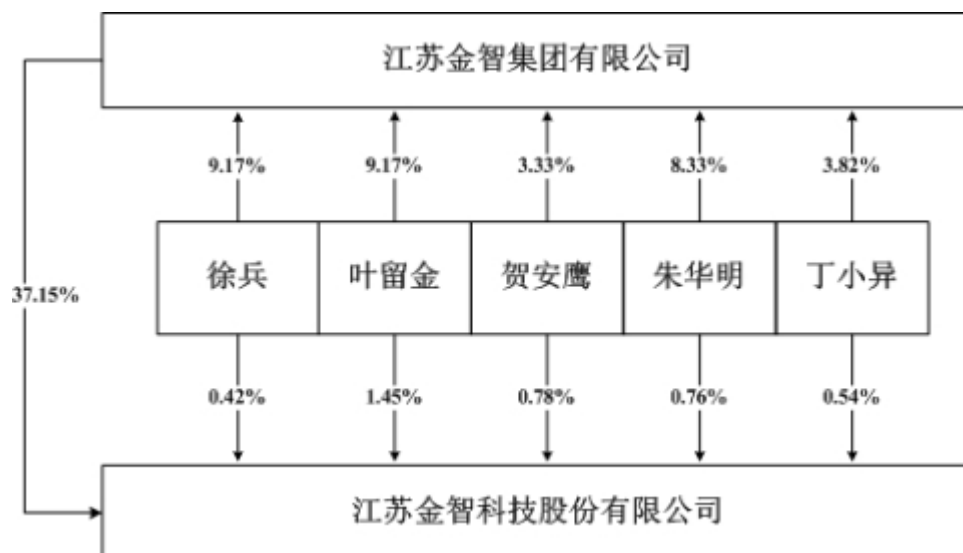 江苏金智集团有限公司
9.17%
9.17%
3.33%
8.33%
3.82%
徐兵
叶留金
贺安鹰
朱华明
丁小异
37.15%
0.42%
1.45%
0.78%
0.76%
0.54%
江苏金智科技股份有限公司